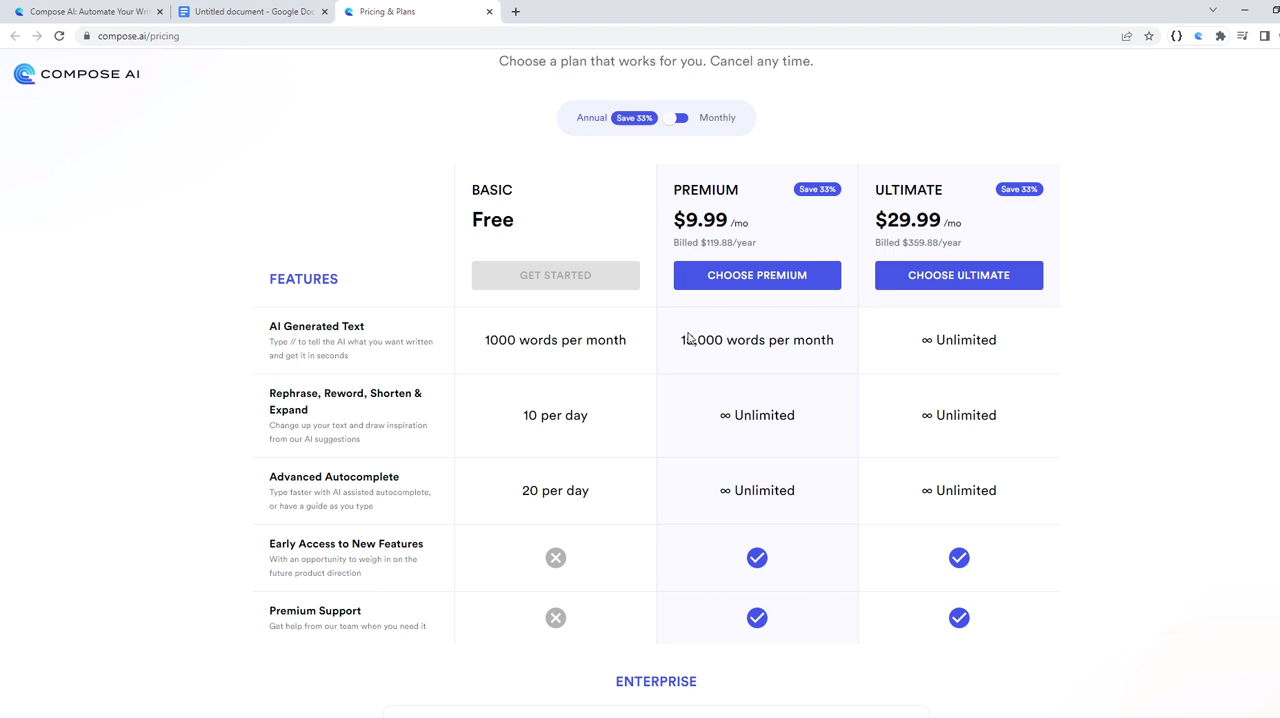 Compose AI: Automate Your Wri
Untitled document - Google Doc
Pricing & Plans
compose.ai/pricing
COMPOSE AI
Choose a plan that works for you. Cancel any time.
Annual Save 33% Monthly
BASIC
Free
GET STARTED
PREMIUM Save 33%
$9.99 /mo
Billed $119.88/year
CHOOSE PREMIUM
ULTIMATE Save 33%
$29.99 /mo
Billed $359.88/year
CHOOSE ULTIMATE
FEATURES
AI Generated Text
Type // to tell the AI what you want written
and get it in seconds
1000 words per month
words per month
∞ Unlimited
Rephrase, Reword, Shorten &
Expand
Change up your text and draw inspiration
from our AI suggestions
10 per day
∞ Unlimited
∞ Unlimited
Advanced Autocomplete
Type faster with AI assisted autocomplete,
or have a guide as you type
20 per day
∞ Unlimited
∞ Unlimited
Early Access to New Features
With an opportunity to weigh in on the
future product direction
Premium Support
Get help from our team when you need it
ENTERPRISE